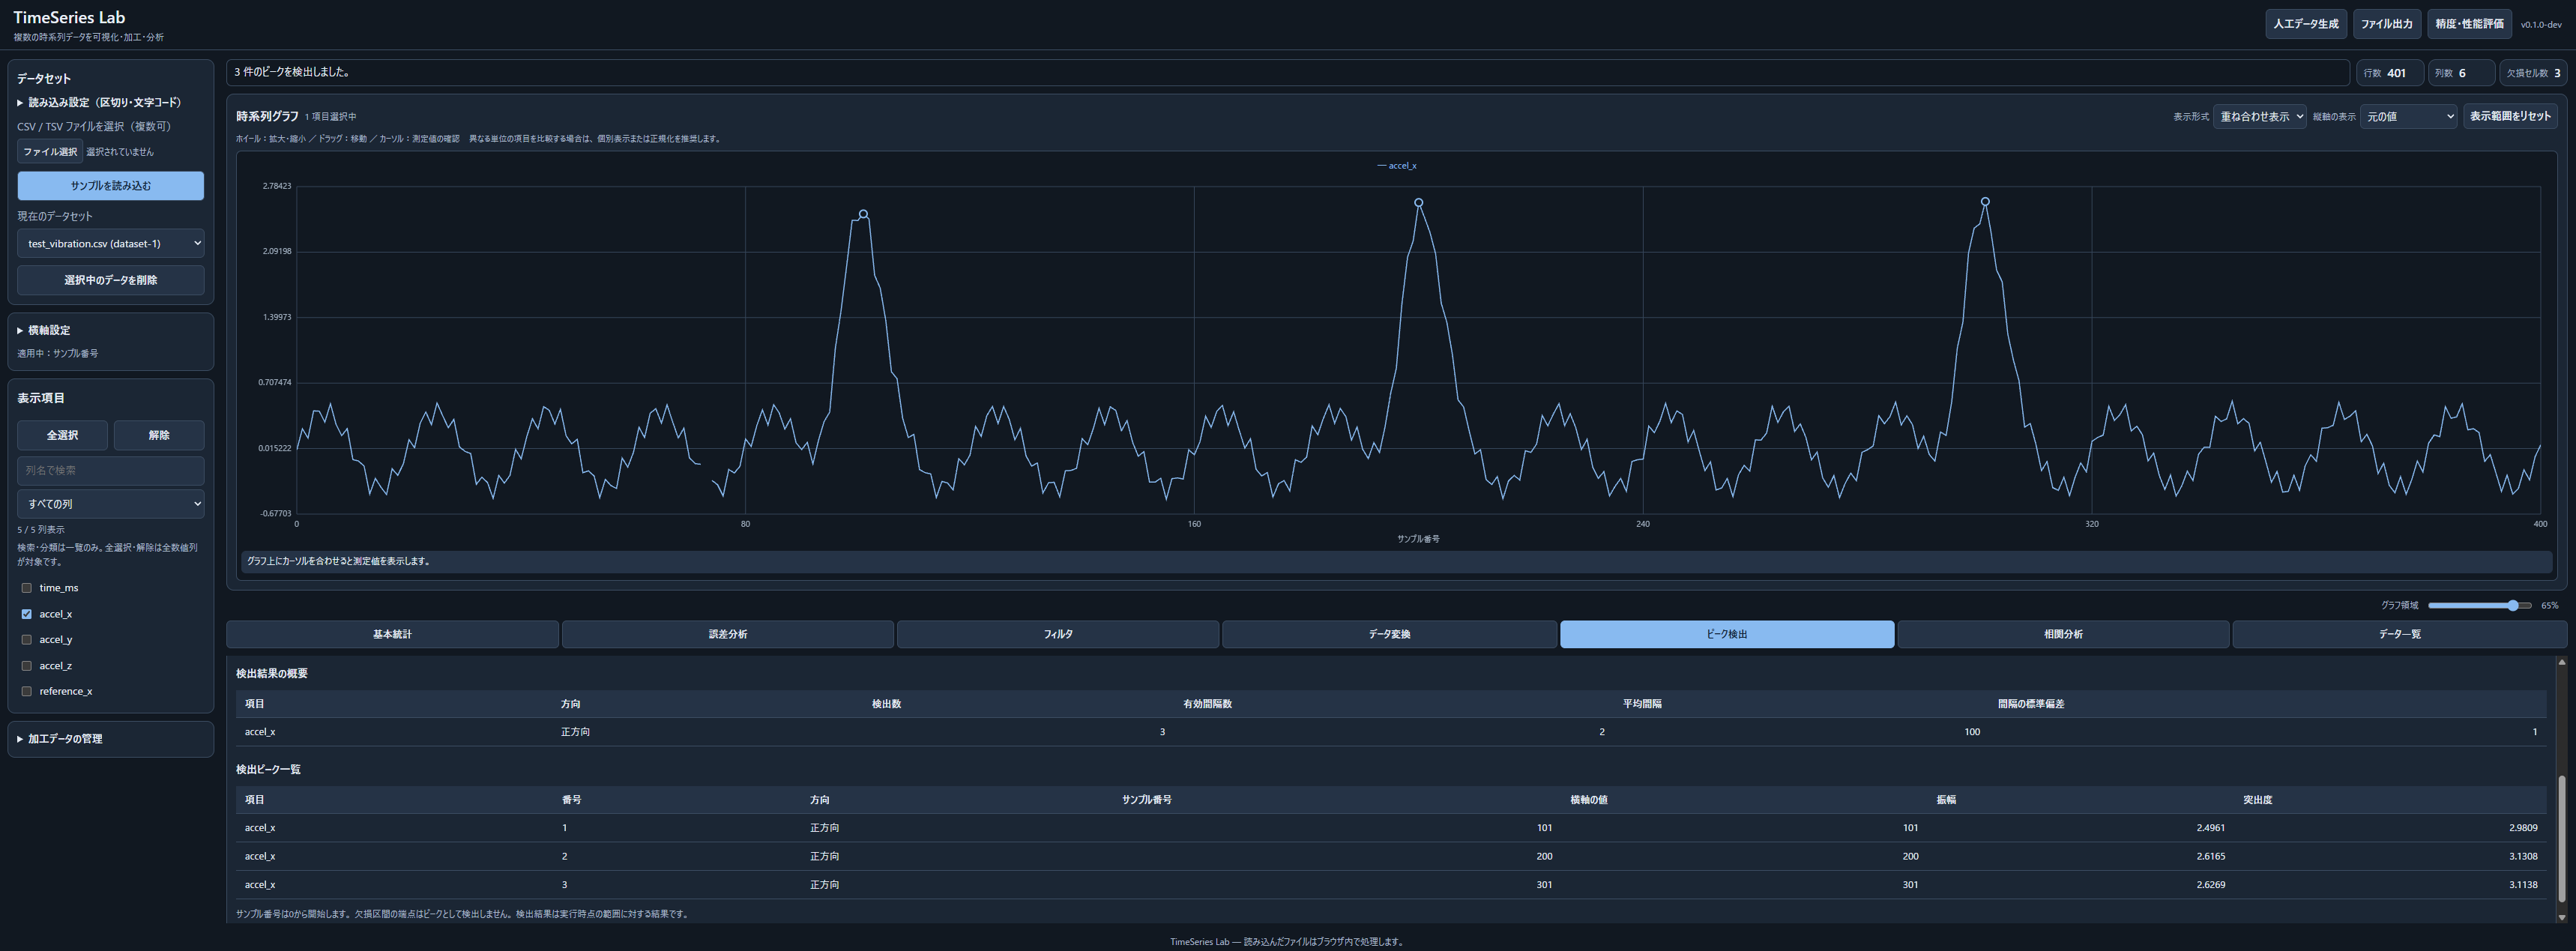 TimeSeries Lab
複数の時系列データを可視化・加工・分析
人工データ生成
ファイル出力
精度・性能評価
v0.1.0-dev
データセット
▶ 読み込み設定（区切り・文字コード）
CSV / TSV ファイルを選択（複数可）
ファイル選択 選択されていません
サンプルを読み込む
現在のデータセット
test_vibration.csv (dataset-1)
選択中のデータを削除
▶ 横軸設定
適用中：サンプル番号
表示項目
全選択 解除
列名で検索
すべての列
5 / 5 列表示
検索・分類は一覧のみ。全選択・解除は全数値列
が対象です。
time_ms
accel_x
accel_y
accel_z
reference_x
▶ 加工データの管理
3 件のピークを検出しました。
行数 401 列数 6 欠損セル数 3
時系列グラフ 1 項目選択中
表示形式 重ね合わせ表示 縦軸の表示 元の値 表示範囲をリセット
ホイール：拡大・縮小 ／ ドラッグ：移動 ／ カーソル：測定値の確認 異なる単位の項目を比較する場合は、個別表示または正規化を推奨します。
accel_x
2.78423
2.09198
1.39973
0.707474
0.015222
-0.67703
0 80 160 240 320 400
サンプル番号
グラフ上にカーソルを合わせると測定値を表示します。
グラフ領域 65%
基本統計 誤差分析 フィルタ データ変換 ピーク検出 相関分析 データ一覧
検出結果の概要
項目 方向 検出数 有効間隔数 平均間隔 間隔の標準偏差
accel_x 正方向 3 2 100 1
検出ピーク一覧
項目 番号 方向 サンプル番号 横軸の値 振幅 突出度
accel_x 1 正方向 101 101 2.4961 2.9809
accel_x 2 正方向 200 200 2.6165 3.1308
accel_x 3 正方向 301 301 2.6269 3.1138
サンプル番号は0から開始します。欠損区間の端点はピークとして検出しません。検出結果は実行時点の範囲に対する結果です。
TimeSeries Lab — 読み込んだファイルはブラウザ内で処理します。